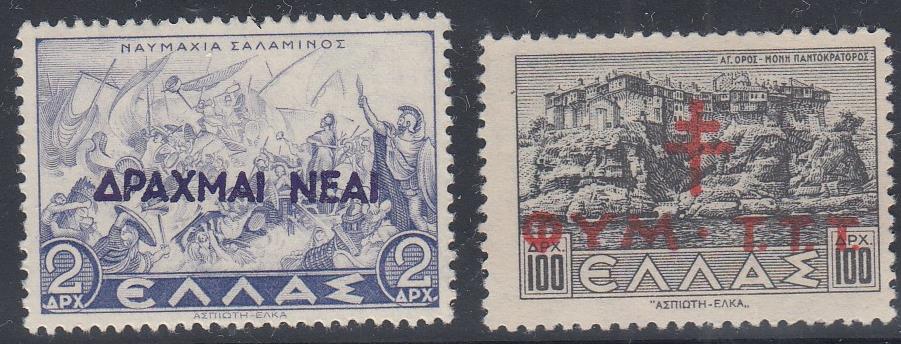 ΝΑΥΜΑΧΙΑ ΣΑΛΑΜΙΝΟΣ
ΔΡΑΧΜΑΙ ΝΕΑΙ
2 ΔΡΧ. ΕΛΛΑΣ 2 ΔΡΧ.
ΑΣΠΙΩΤΗ-ΕΛΚΑ
ΑΓ. ΟΡΟΣ-ΜΟΝΗ ΠΑΝΤΟΚΡΑΤΟΡΟΣ
ΦΥΜ·Τ.Τ.Τ.
ΔΡΧ. 100 ΕΛΛΑΣ ΔΡΧ. 100
"ΑΣΠΙΩΤΗ-ΕΛΚΑ„